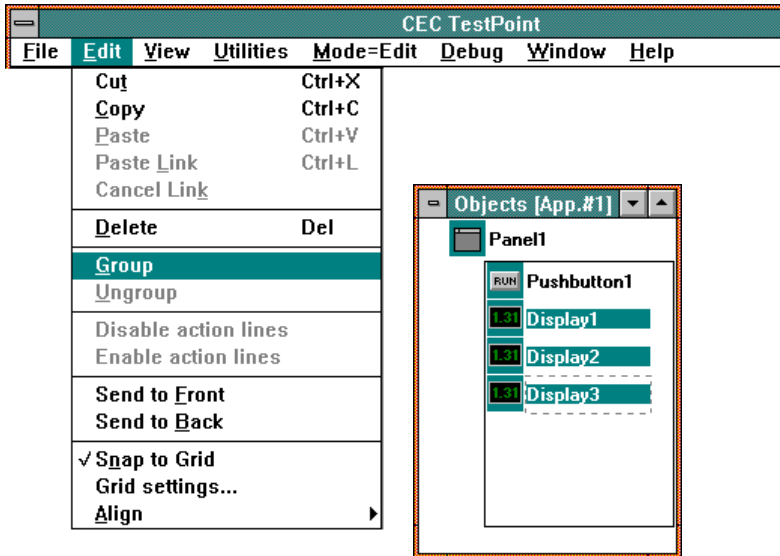 CEC TestPoint
File Edit View Utilities Mode=Edit Debug Window Help
Cut Ctrl+X
Copy Ctrl+C
Paste Ctrl+V
Paste Link Ctrl+L
Cancel Link
Delete Del
Group
Ungroup
Disable action lines
Enable action lines
Send to Front
Send to Back
√ Snap to Grid
Grid settings...
Align
Objects [App.#1]
Panel1
RUN Pushbutton1
1.31 Display1
1.31 Display2
1.31 Display3